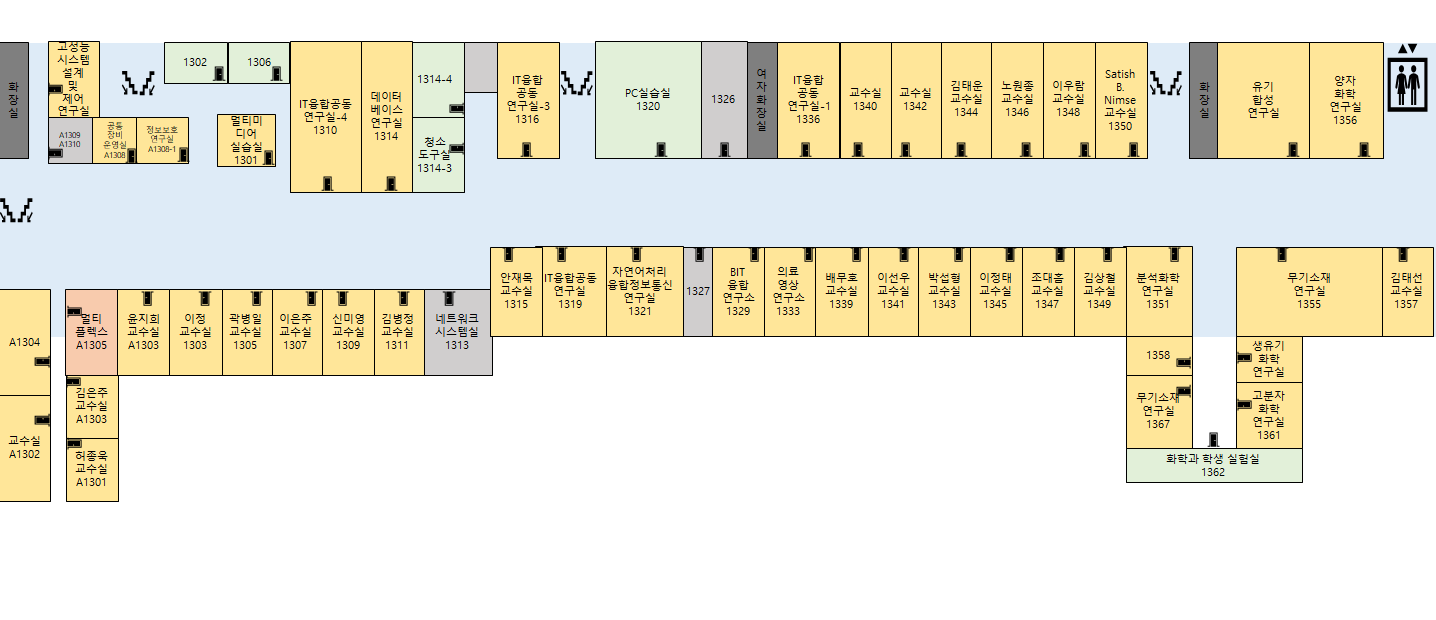 화
장
실
고성능
시스템
설계
및
제어
연구실
A1309
A1310
공통
장비
운영실
A1308
정보보호
연구실
A1308-1
1302
1306
멀티미
디어
실습실
1301
IT융합공동
연구실-4
1310
데이터
베이스
연구실
1314
1314-4
청소
도구실
1314-3
IT융합
공동
연구실-3
1316
PC실습실
1320
1326
여
자
화
장
실
IT융합
공동
연구실-1
1336
교수실
1340
교수실
1342
김태운
교수실
1344
노원종
교수실
1346
이우람
교수실
1348
Satish
B.
Nimse
교수실
1350
화
장
실
유기
합성
연구실
양자
화학
연구실
1356
A1304
교수실
A1302
멀티
플렉스
A1305
김은주
교수실
A1303
허종욱
교수실
A1301
윤지희
교수실
A1303
이정
교수실
1303
곽병일
교수실
1305
이은주
교수실
1307
신미영
교수실
1309
김병정
교수실
1311
네트워크
시스템실
1313
안재목
교수실
1315
IT융합공동
연구실
1319
자연어처리
융합정보통신
연구실
1321
1327
BIT
융합
연구소
1329
의료
영상
연구소
1333
배무호
교수실
1339
이선우
교수실
1341
박섭형
교수실
1343
이정태
교수실
1345
조대흠
교수실
1347
김상철
교수실
1349
분석화학
연구실
1351
1358
무기소재
연구실
1367
화학과 학생 실험실
1362
무기소재
연구실
1355
생유기
화학
연구실
고분자
화학
연구실
1361
김태선
교수실
1357